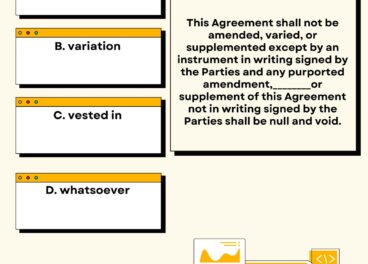 B. variation
C. vested in
D. whatsoever
This Agreement shall not be
amended, varied, or
supplemented except by an
instrument in writing signed by
the Parties and any purported
amendment,________or
supplement of this Agreement
not in writing signed by the
Parties shall be null and void.